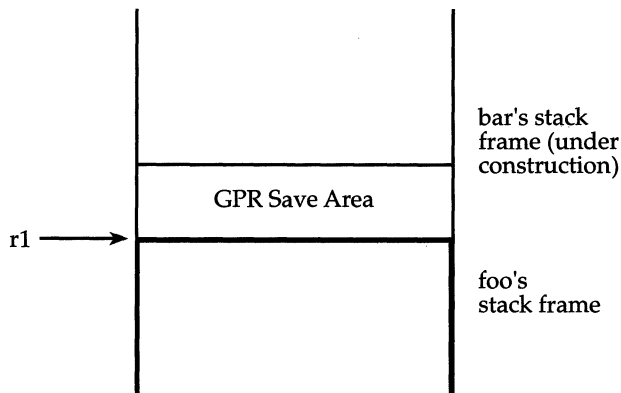 bar's stack
frame (under
construction)
GPR Save Area
r1
foo's
stack frame